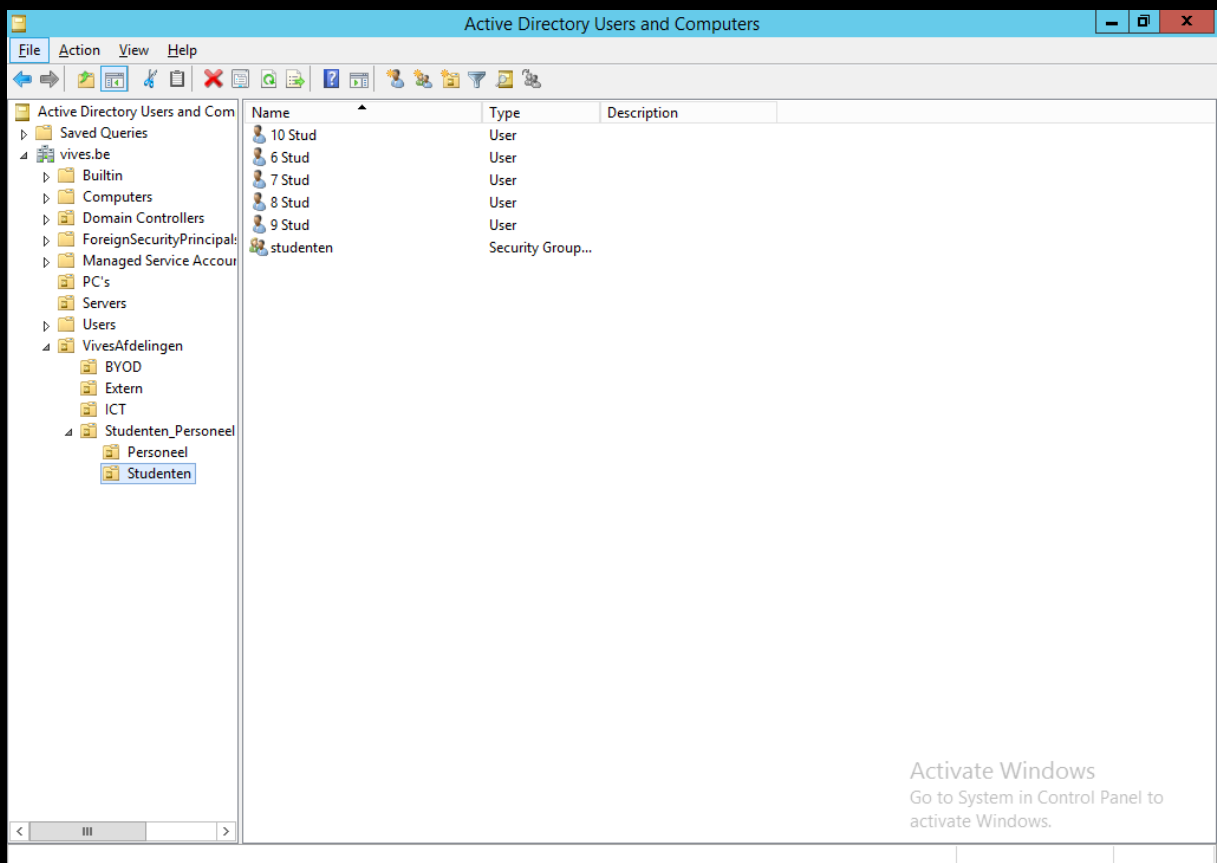 Active Directory Users and Computers
File Action View Help
Active Directory Users and Com
Saved Queries
vives.be
Builtin
Computers
Domain Controllers
ForeignSecurityPrincipals
Managed Service Accour
PC's
Servers
Users
VivesAfdelingen
BYOD
Extern
ICT
Studenten_Personeel
Personeel
Studenten
Name Type Description
10 Stud User
6 Stud User
7 Stud User
8 Stud User
9 Stud User
studenten Security Group...
Activate Windows
Go to System in Control Panel to
activate Windows.